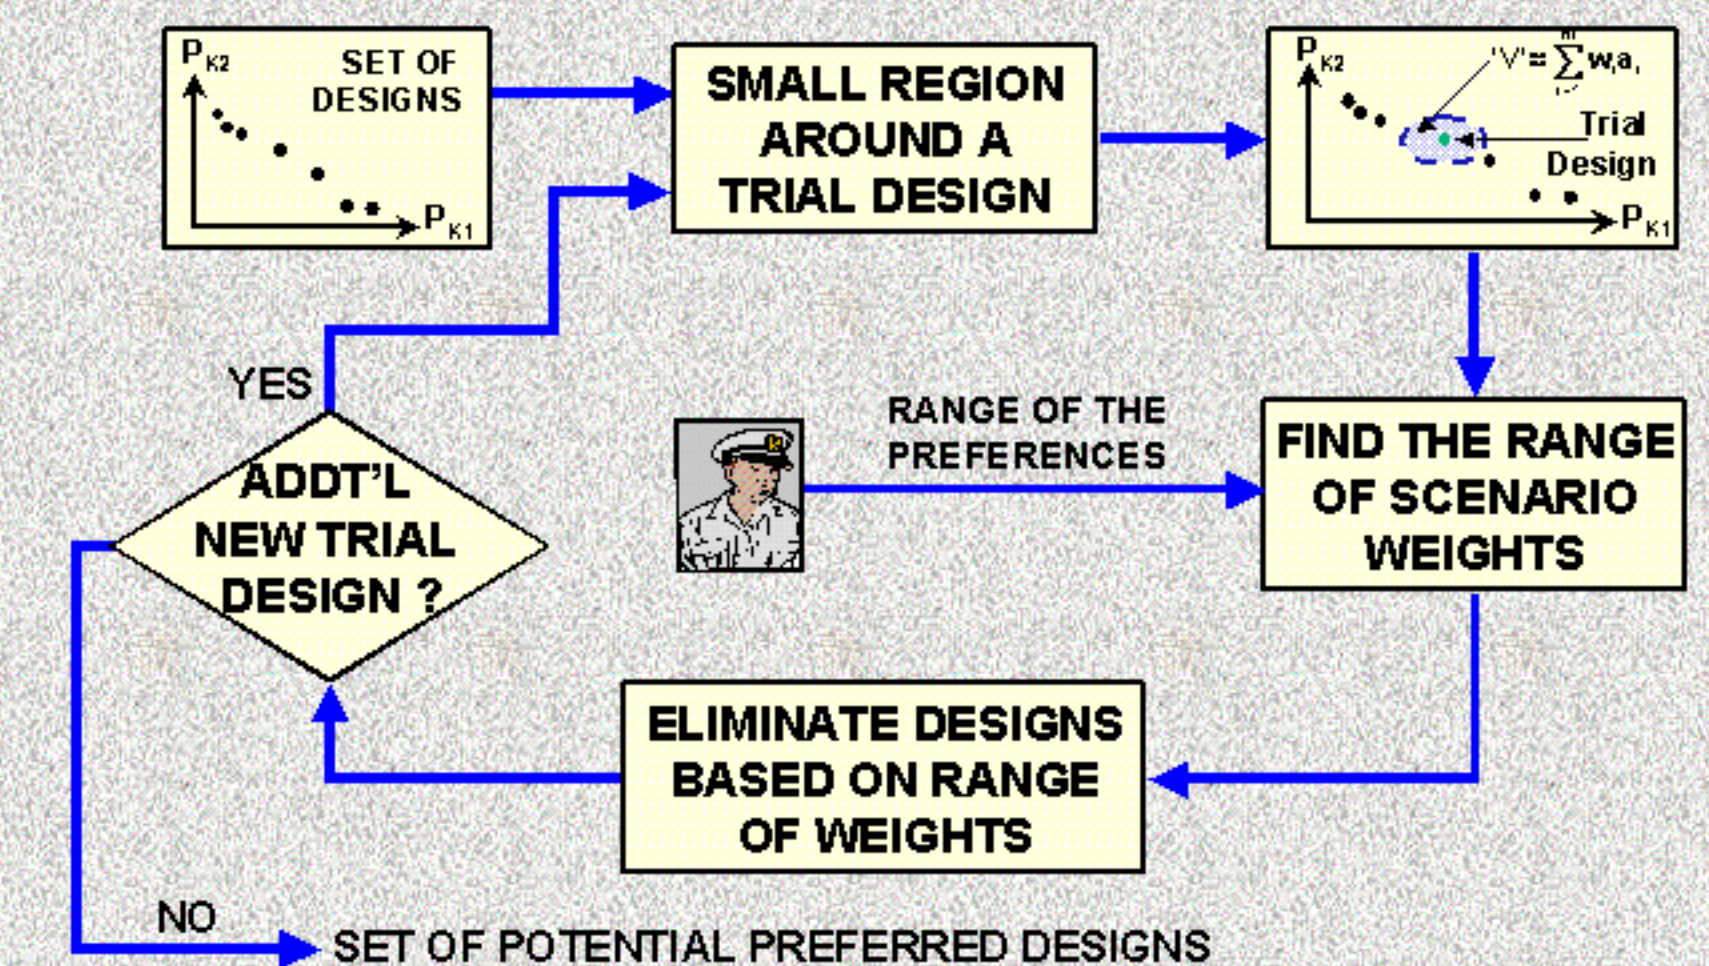 P K2
SET OF
DESIGNS
P K1
SMALL REGION
AROUND A
TRIAL DESIGN
P K2
'V'= ∑ wᵢaᵢ
m
Trial
Design
P K1
YES
ADDT'L
NEW TRIAL
DESIGN ?
RANGE OF THE
PREFERENCES
FIND THE RANGE
OF SCENARIO
WEIGHTS
ELIMINATE DESIGNS
BASED ON RANGE
OF WEIGHTS
NO
SET OF POTENTIAL PREFERRED DESIGNS